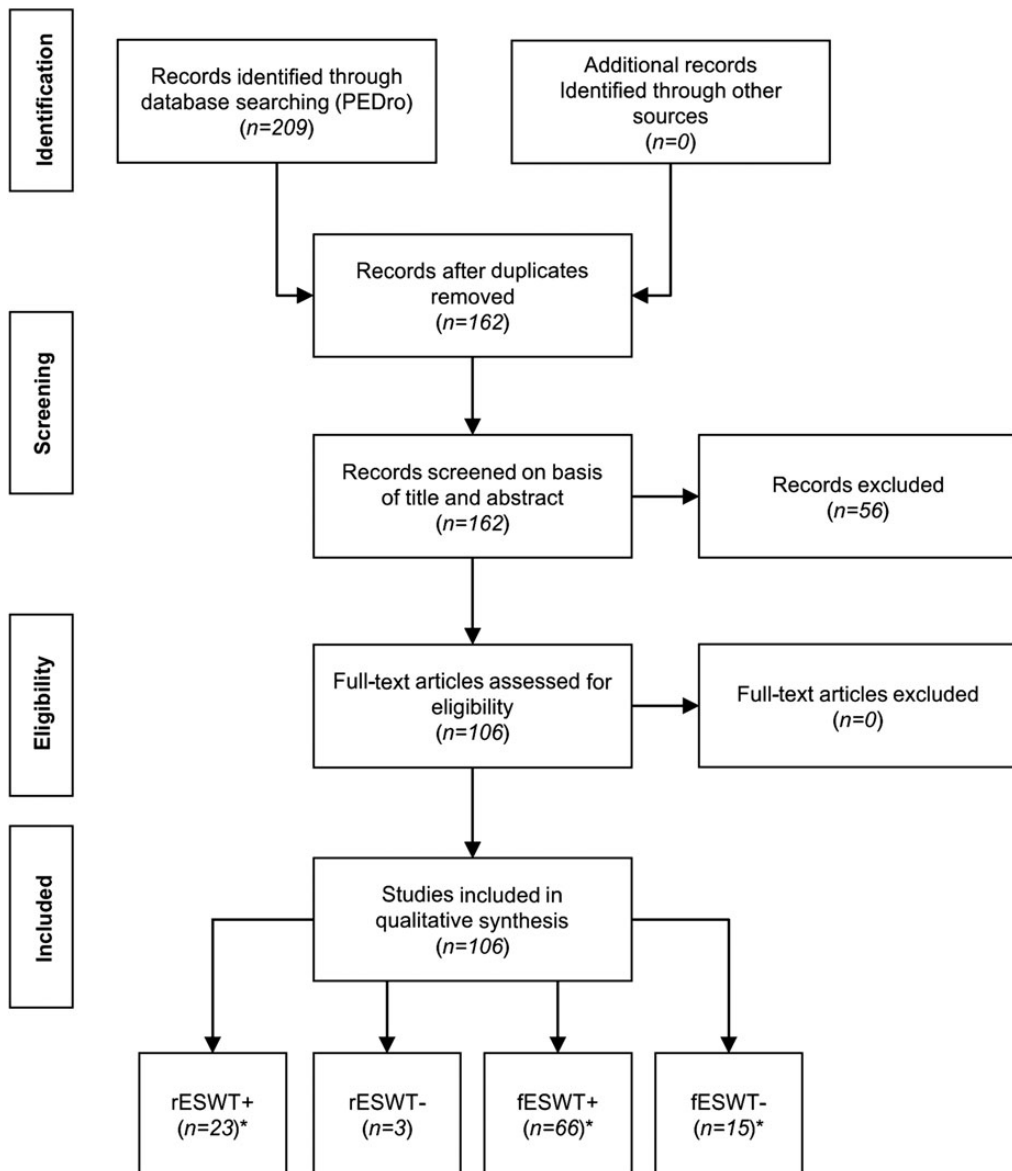 Identification
Records identified through
database searching (PEDro)
(n=209)
Additional records
Identified through other
sources
(n=0)
Records after duplicates
removed
(n=162)
Screening
Records screened on basis
of title and abstract
(n=162)
Records excluded
(n=56)
Eligibility
Full-text articles assessed for
eligibility
(n=106)
Full-text articles excluded
(n=0)
Included
Studies included in
qualitative synthesis
(n=106)
rESWT+
(n=23)*
rESWT-
(n=3)
fESWT+
(n=66)*
fESWT-
(n=15)*